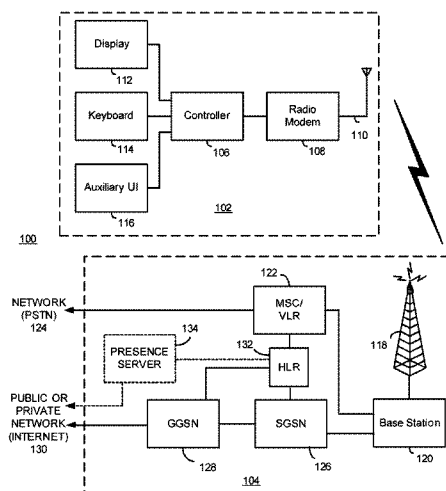 Display
112
Keyboard
114
Auxiliary UI
116
Controller
106
Radio
Modem
108
110
102
100
122
MSC/
VLR
NETWORK
(PSTN)
124
134
PRESENCE
SERVER
132
HLR
118
PUBLIC OR
PRIVATE
NETWORK
(INTERNET)
130
GGSN
128
SGSN
126
Base Station
120
104